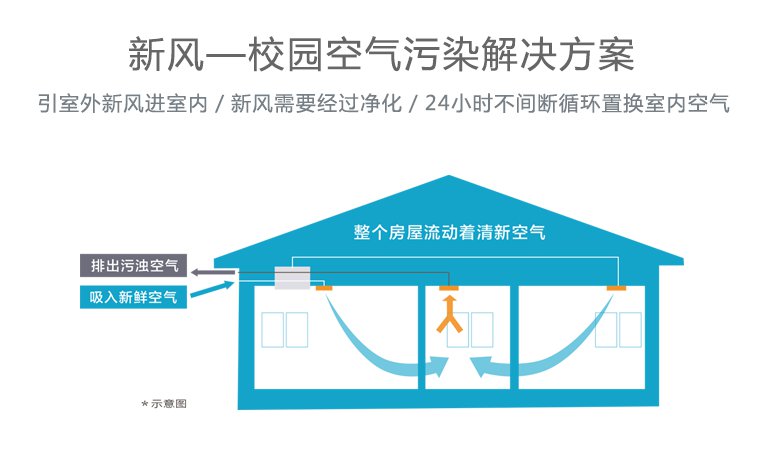 新风—校园空气污染解决方案
引室外新风进室内 / 新风需要经过净化 / 24小时不间断循环置换室内空气
整个房屋流动着清新空气
排出污浊空气
吸入新鲜空气
*示意图